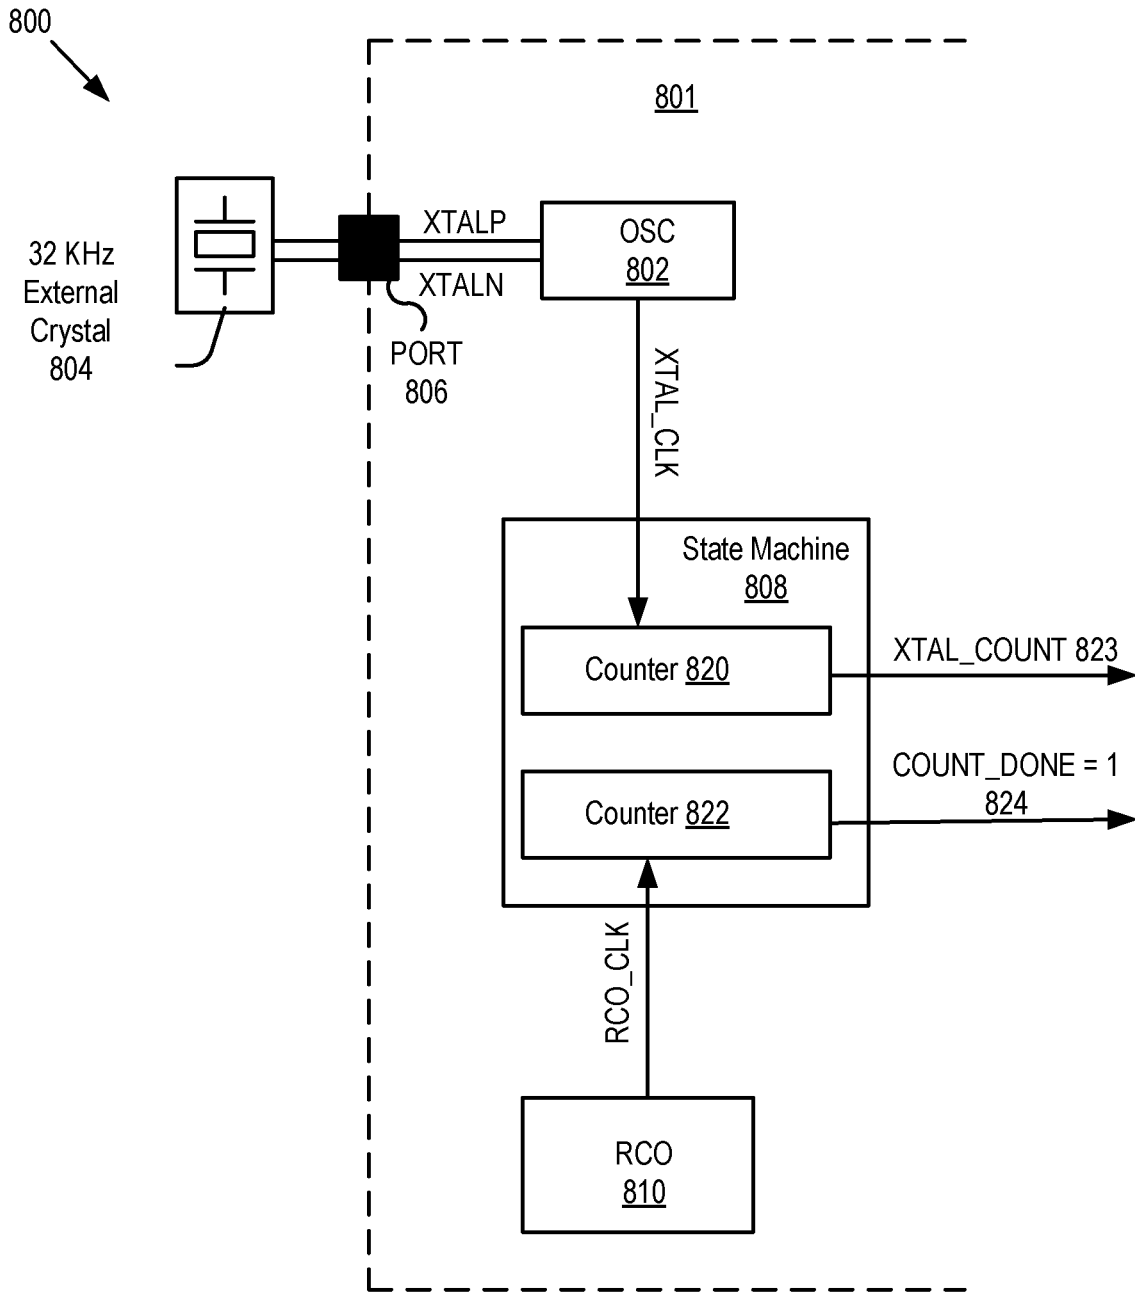 800
801
32 KHz
External
Crystal
804
XTALP
XTALN
PORT
806
OSC
802
XTAL_CLK
State Machine
808
Counter 820
XTAL_COUNT 823
Counter 822
COUNT_DONE = 1
824
RCO_CLK
RCO
810